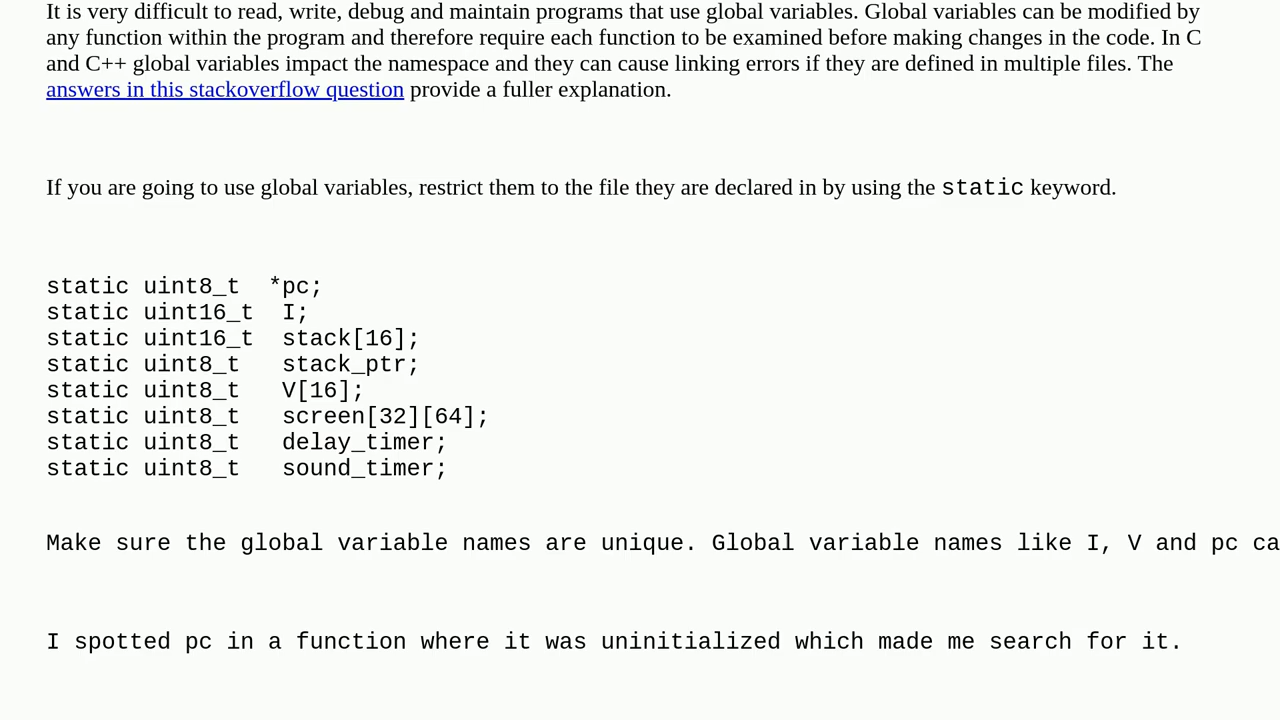 It is very difficult to read, write, debug and maintain programs that use global variables. Global variables can be modified by
any function within the program and therefore require each function to be examined before making changes in the code. In C
and C++ global variables impact the namespace and they can cause linking errors if they are defined in multiple files. The
answers in this stackoverflow question provide a fuller explanation.
If you are going to use global variables, restrict them to the file they are declared in by using the static keyword.
static uint8_t  *pc;
static uint16_t  I;
static uint16_t  stack[16];
static uint8_t   stack_ptr;
static uint8_t   V[16];
static uint8_t   screen[32][64];
static uint8_t   delay_timer;
static uint8_t   sound_timer;
Make sure the global variable names are unique. Global variable names like I, V and pc ca
I spotted pc in a function where it was uninitialized which made me search for it.